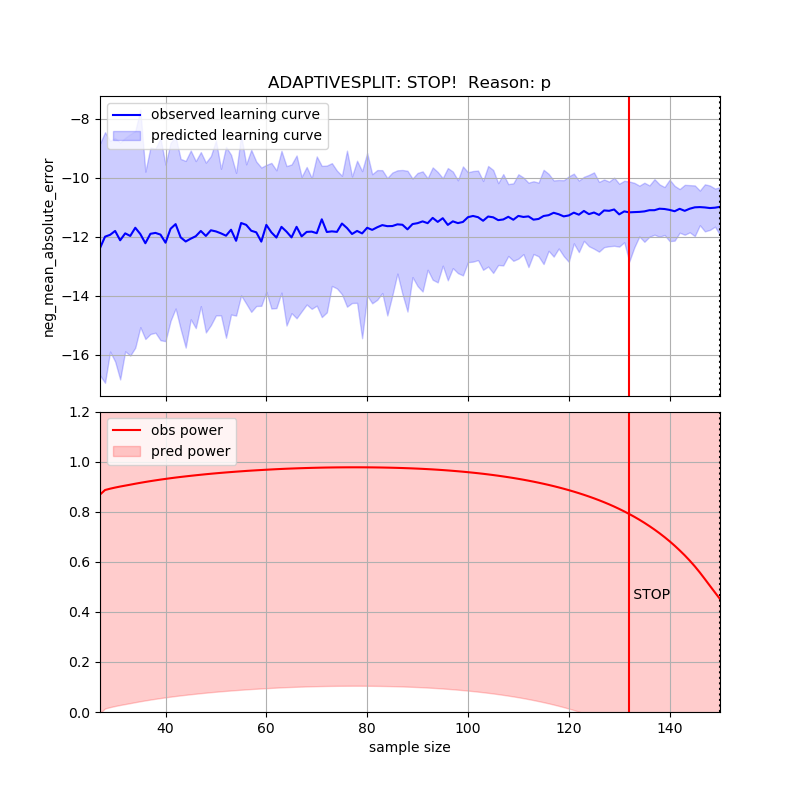 ADAPTIVESPLIT: STOP!  Reason: p
observed learning curve
predicted learning curve
neg_mean_absolute_error
−8
−10
−12
−14
−16
obs power
pred power
1.2
1.0
0.8
0.6
0.4
0.2
0.0
STOP
40 60 80 100 120 140
sample size